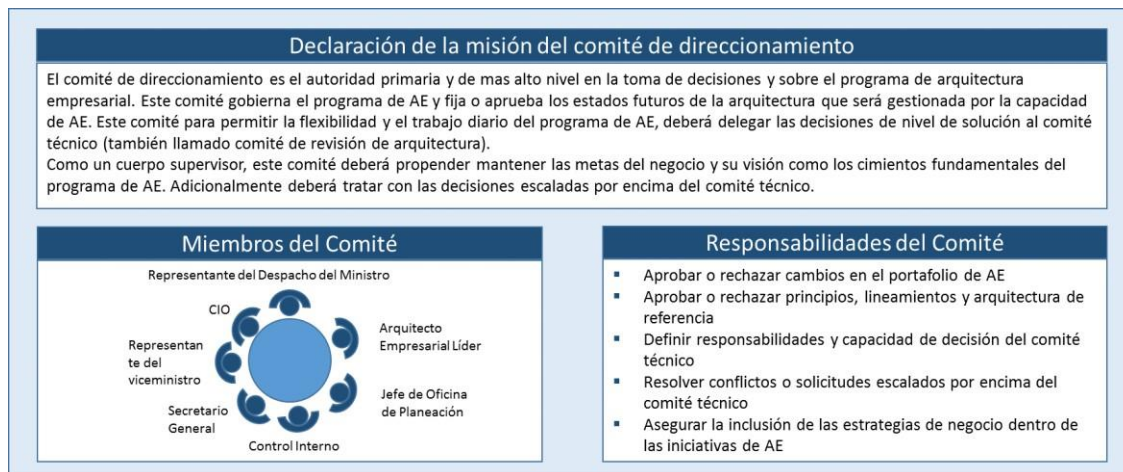 Declaración de la misión del comité de direccionamiento
El comité de direccionamiento es el autoridad primaria y de mas alto nivel en la toma de decisiones y sobre el programa de arquitectura
empresarial. Este comité gobierna el programa de AE y fija o aprueba los estados futuros de la arquitectura que será gestionada por la capacidad
de AE. Este comité para permitir la flexibilidad y el trabajo diario del programa de AE, deberá delegar las decisiones de nivel de solución al comité
técnico (también llamado comité de revisión de arquitectura).
Como un cuerpo supervisor, este comité deberá propender mantener las metas del negocio y su visión como los cimientos fundamentales del
programa de AE. Adicionalmente deberá tratar con las decisiones escaladas por encima del comité técnico.
Miembros del Comité
Representante del Despacho del Ministro
CIO
Arquitecto
Empresarial Líder
Representan
te del
viceministro
Jefe de Oficina
de Planeación
Secretario
General
Control Interno
Responsabilidades del Comité
▪ Aprobar o rechazar cambios en el portafolio de AE
▪ Aprobar o rechazar principios, lineamientos y arquitectura de
referencia
▪ Definir responsabilidades y capacidad de decisión del comité
técnico
▪ Resolver conflictos o solicitudes escalados por encima del
comité técnico
▪ Asegurar la inclusión de las estrategias de negocio dentro de
las iniciativas de AE